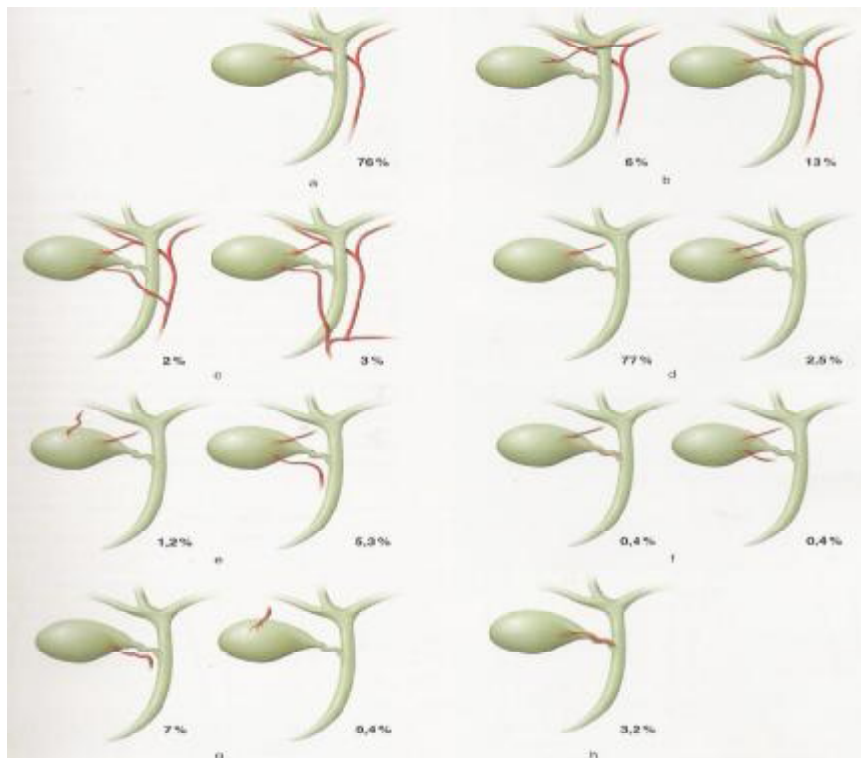 76% 6% 13%
a b
2% 3% 77% 2,5%
c d
1,2% 5,3% 0,4% 0,4%
e f
7% 0,4% 3,2%
g h